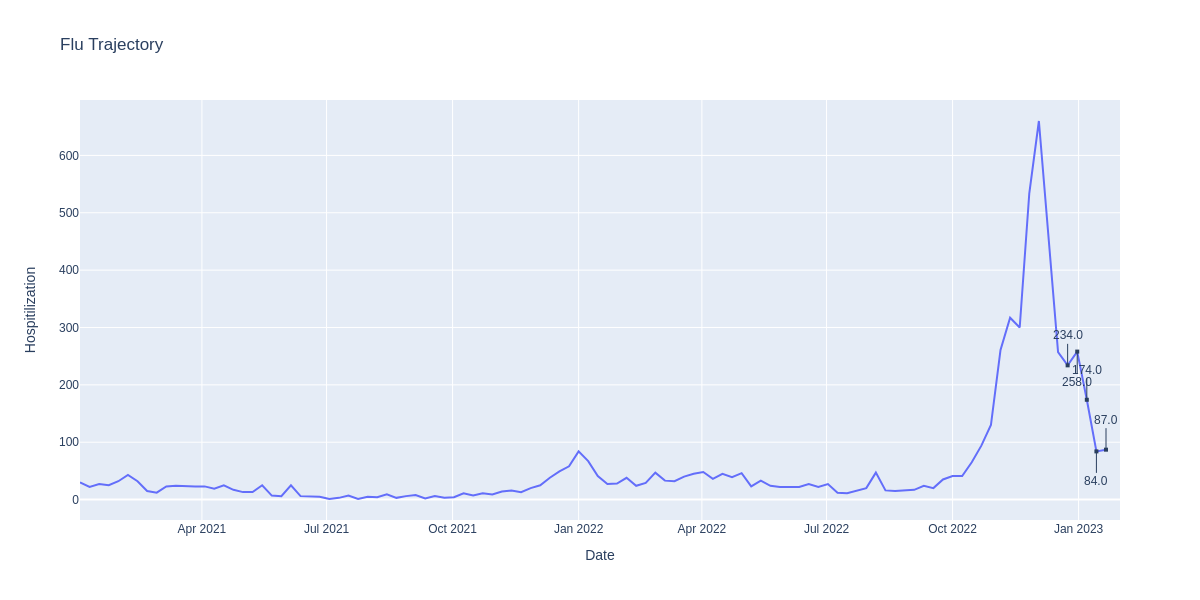 Flu Trajectory
Hospitilization
600
500
400
300
200
100
0
234.0
174.0
258.0
87.0
84.0
Apr 2021
Jul 2021
Oct 2021
Jan 2022
Apr 2022
Jul 2022
Oct 2022
Jan 2023
Date